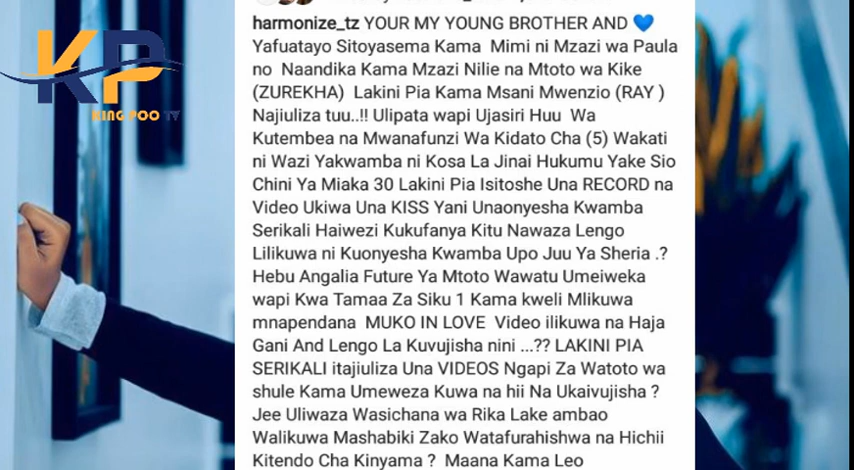 harmonize_tz YOUR MY YOUNG BROTHER AND 💙
Yafuatayo Sitoyasema Kama Mimi ni Mzazi wa Paula
no Naandika Kama Mzazi Nilie na Mtoto wa Kike
(ZUREKHA) Lakini Pia Kama Msani Mwenzio (RAY )
Najiuliza tuu..!! Ulipata wapi Ujasiri Huu Wa
Kutembea na Mwanafunzi Wa Kidato Cha (5) Wakati
ni Wazi Yakwamba ni Kosa La Jinai Hukumu Yake Sio
Chini Ya Miaka 30 Lakini Pia Isitoshe Una RECORD na
Video Ukiwa Una KISS Yani Unaonyesha Kwamba
Serikali Haiwezi Kukufanya Kitu Nawaza Lengo
Lilikuwa ni Kuonyesha Kwamba Upo Juu Ya Sheria .?
Hebu Angalia Future Ya Mtoto Wawatu Umeiweka
wapi Kwa Tamaa Za Siku 1 Kama kweli Mlikuwa
mnapendana MUKO IN LOVE Video ilikuwa na Haja
Gani And Lengo La Kuvujisha nini ...?? LAKINI PIA
SERIKALI itajiuliza Una VIDEOS Ngapi Za Watoto wa
shule Kama Umeweza Kuwa na hii Na Ukaivujisha ?
Jee Uliwaza Wasichana wa Rika Lake ambao
Walikuwa Mashabiki Zako Watafurahishwa na Hichii
Kitendo Cha Kinyama ? Maana Kama Leo
KP
KING POO TV